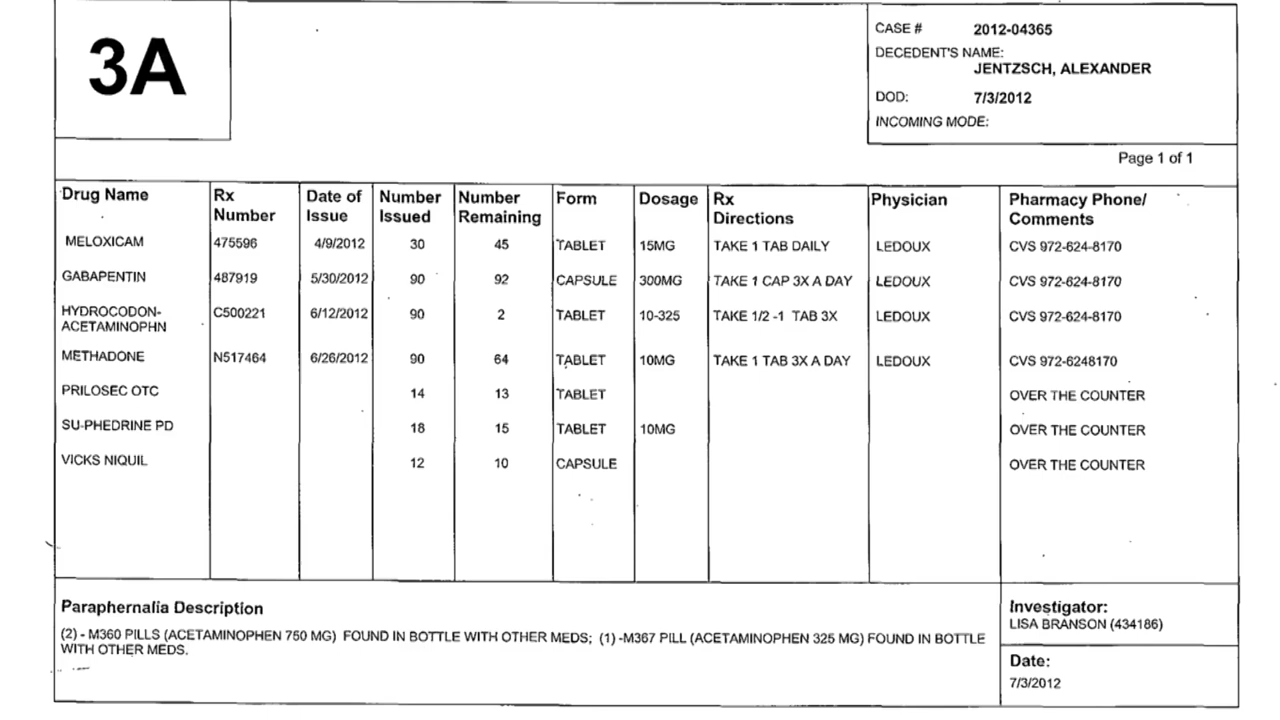 3A
CASE # 2012-04365
DECEDENT'S NAME:
JENTZSCH, ALEXANDER
DOD: 7/3/2012
INCOMING MODE:
Page 1 of 1
Drug Name Rx Number Date of Issue Number Issued Number Remaining Form Dosage Rx Directions Physician Pharmacy Phone/ Comments
MELOXICAM 475596 4/9/2012 30 45 TABLET 15MG TAKE 1 TAB DAILY LEDOUX CVS 972-624-8170
GABAPENTIN 487919 5/30/2012 90 92 CAPSULE 300MG TAKE 1 CAP 3X A DAY LEDOUX CVS 972-624-8170
HYDROCODON- C500221 6/12/2012 90 2 TABLET 10-325 TAKE 1/2 -1 TAB 3X LEDOUX CVS 972-624-8170
ACETAMINOPHN
METHADONE N517464 6/26/2012 90 64 TABLET 10MG TAKE 1 TAB 3X A DAY LEDOUX CVS 972-6248170
PRILOSEC OTC 14 13 TABLET OVER THE COUNTER
SU-PHEDRINE PD 18 15 TABLET 10MG OVER THE COUNTER
VICKS NIQUIL 12 10 CAPSULE OVER THE COUNTER
Paraphernalia Description
(2) - M360 PILLS (ACETAMINOPHEN 750 MG) FOUND IN BOTTLE WITH OTHER MEDS; (1) -M367 PILL (ACETAMINOPHEN 325 MG) FOUND IN BOTTLE
WITH OTHER MEDS.
Investigator:
LISA BRANSON (434186)
Date:
7/3/2012